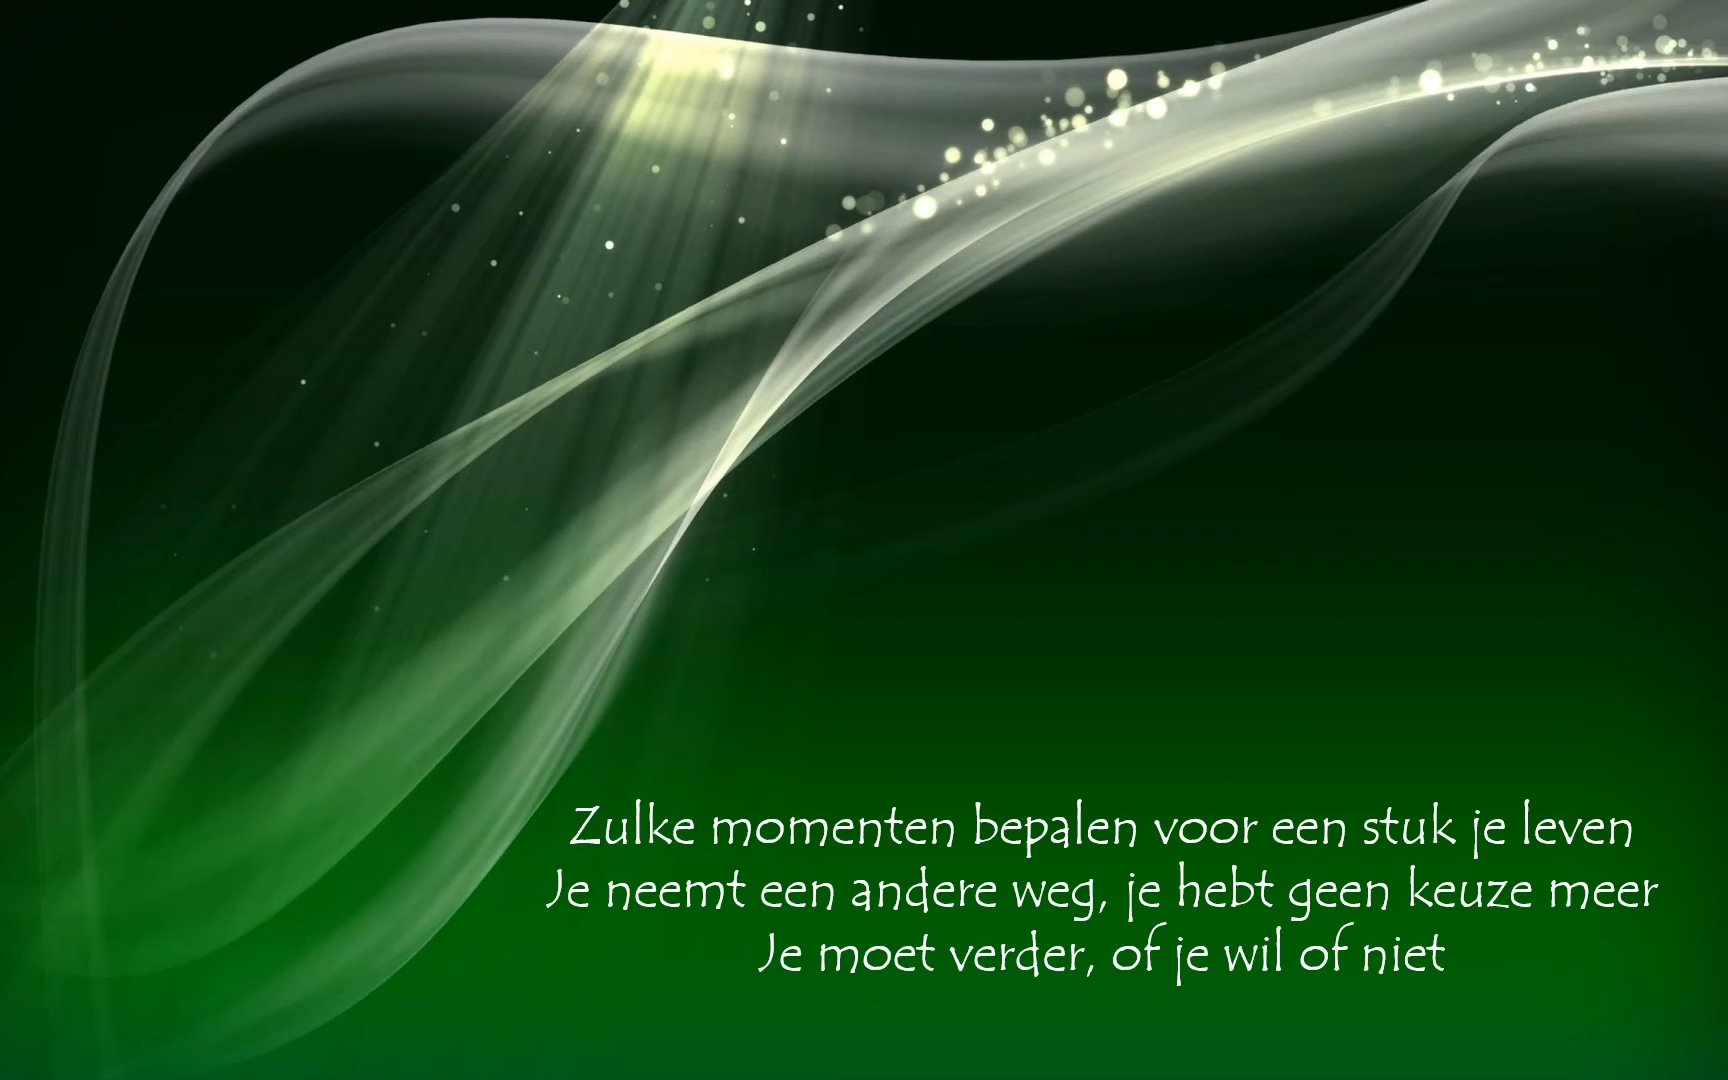 Zulke momenten bepalen voor een stuk je leven
Je neemt een andere weg, je hebt geen keuze meer
Je moet verder, of je wil of niet